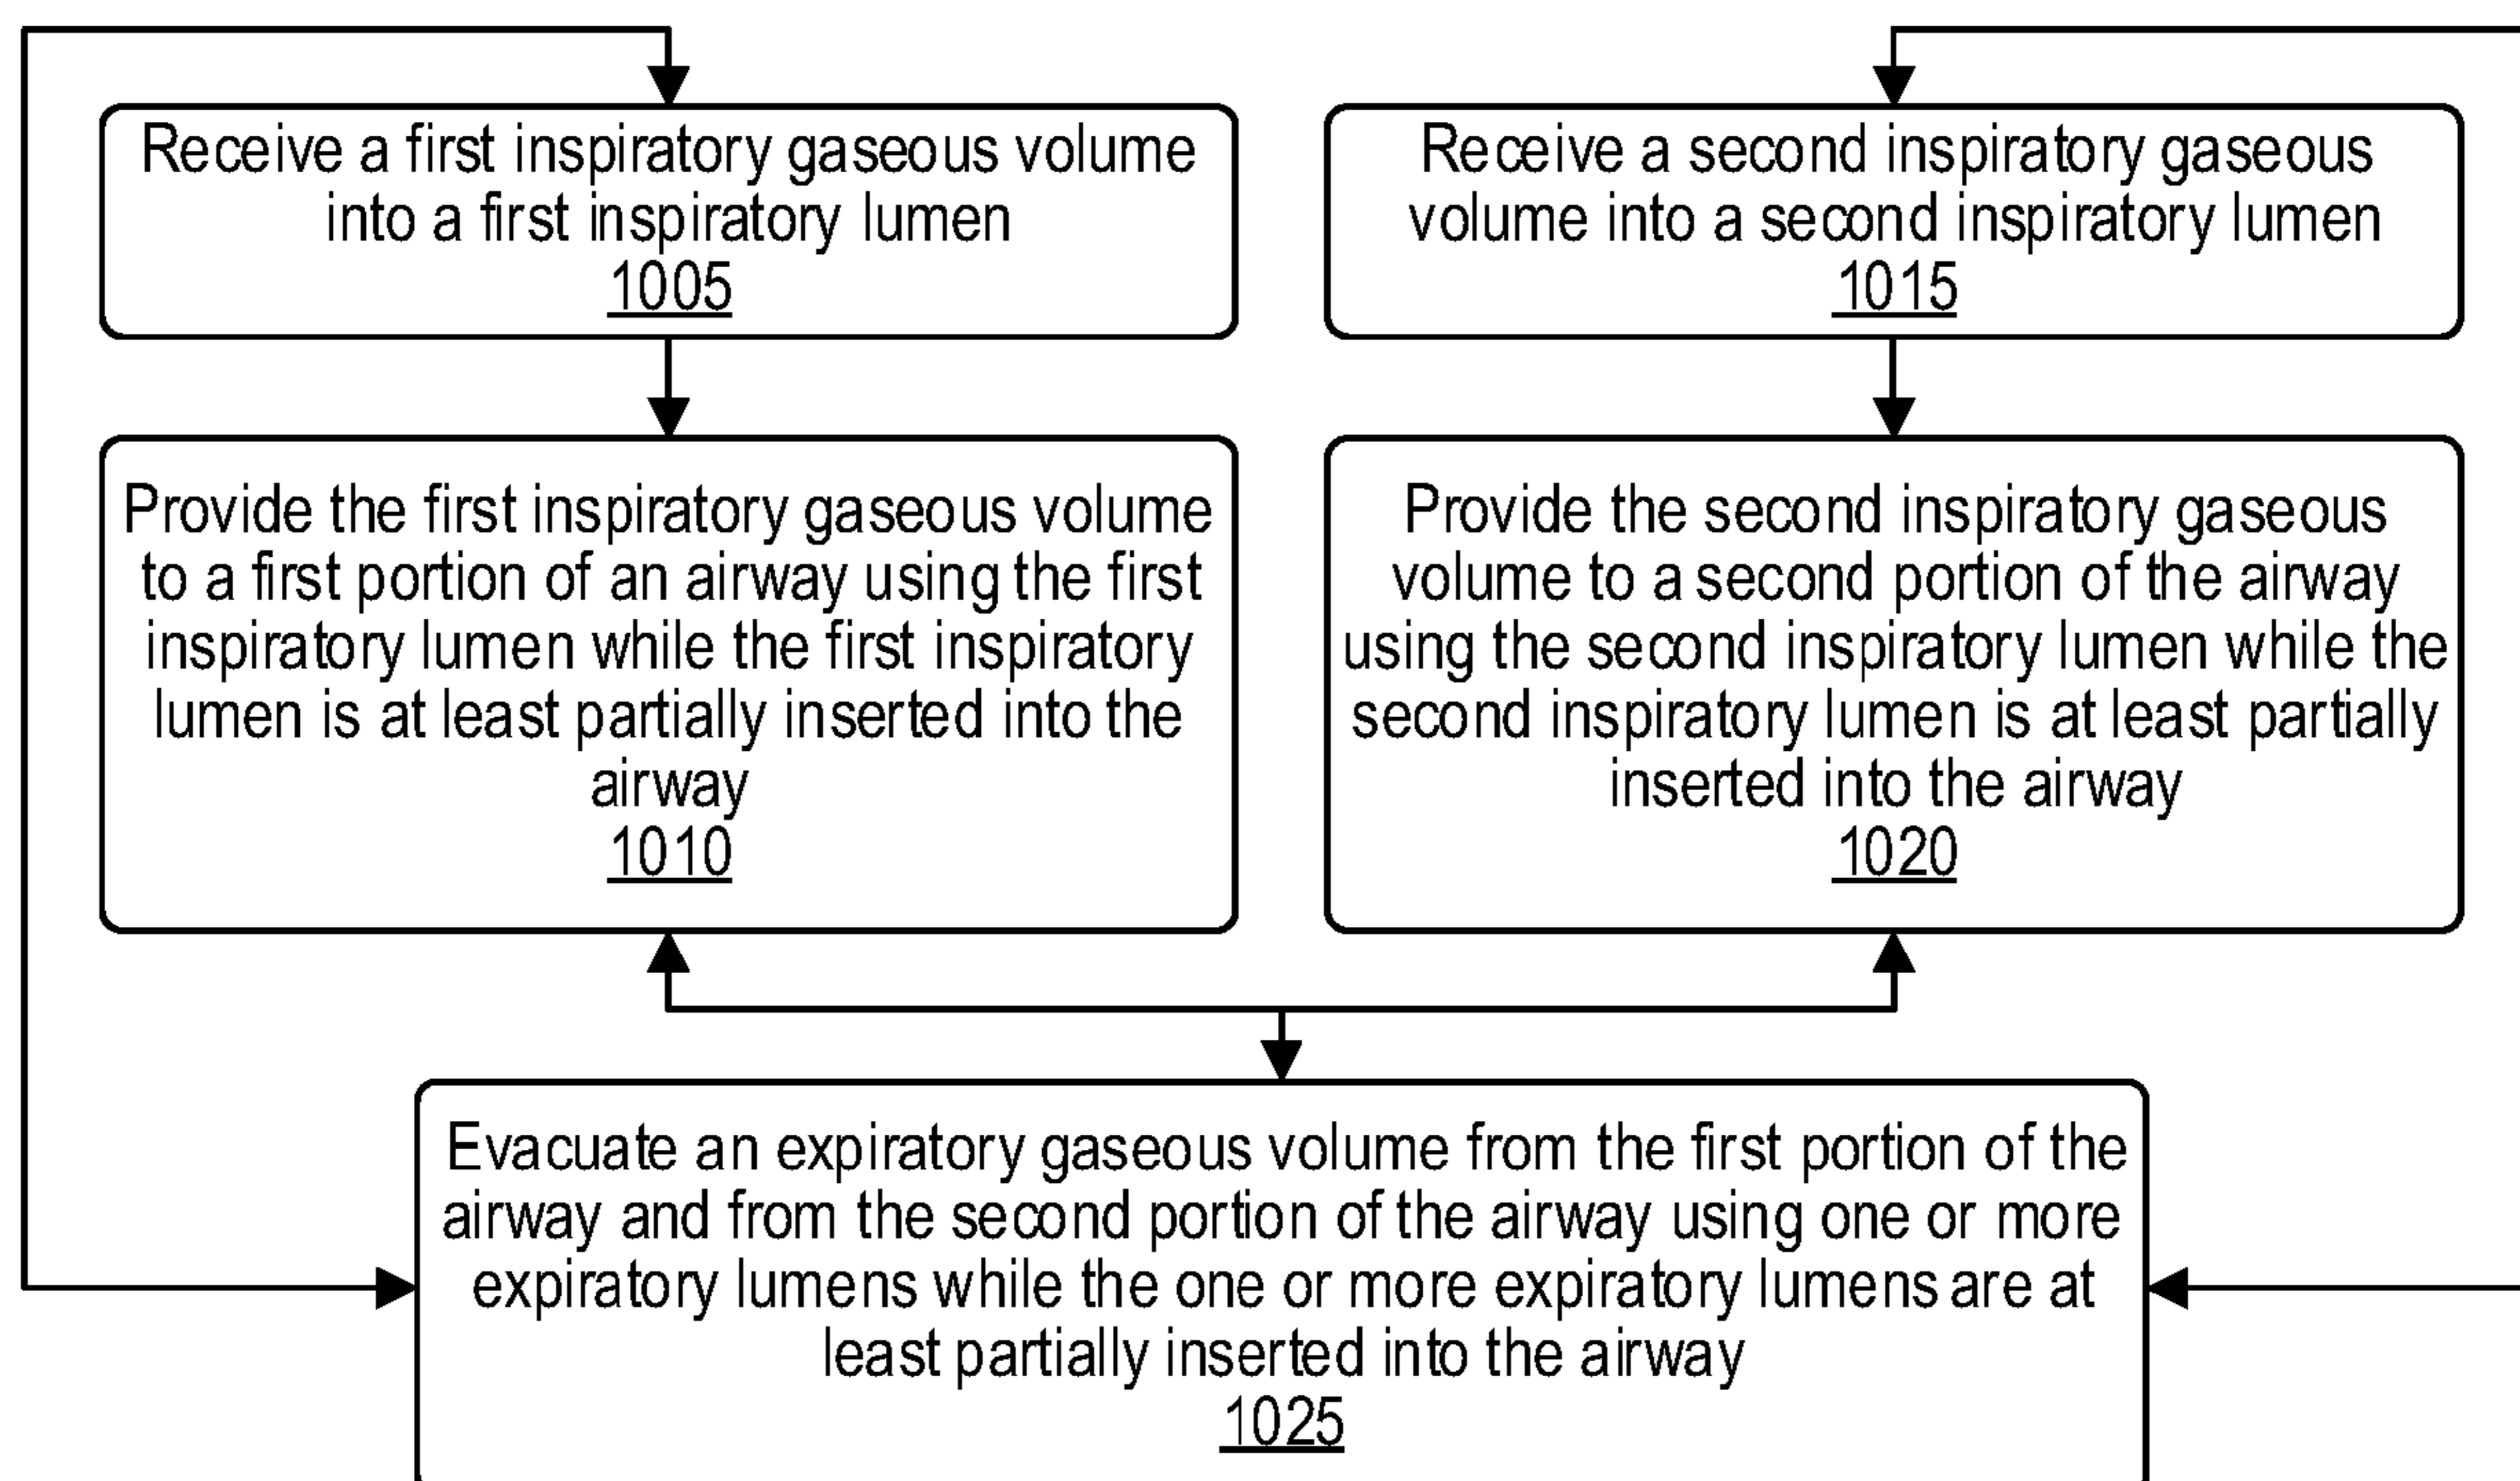 Receive a first inspiratory gaseous volume
into a first inspiratory lumen
1005
Receive a second inspiratory gaseous
volume into a second inspiratory lumen
1015
Provide the first inspiratory gaseous volume
to a first portion of an airway using the first
inspiratory lumen while the first inspiratory
lumen is at least partially inserted into the
airway
1010
Provide the second inspiratory gaseous
volume to a second portion of the airway
using the second inspiratory lumen while the
second inspiratory lumen is at least partially
inserted into the airway
1020
Evacuate an expiratory gaseous volume from the first portion of the
airway and from the second portion of the airway using one or more
expiratory lumens while the one or more expiratory lumens are at
least partially inserted into the airway
1025